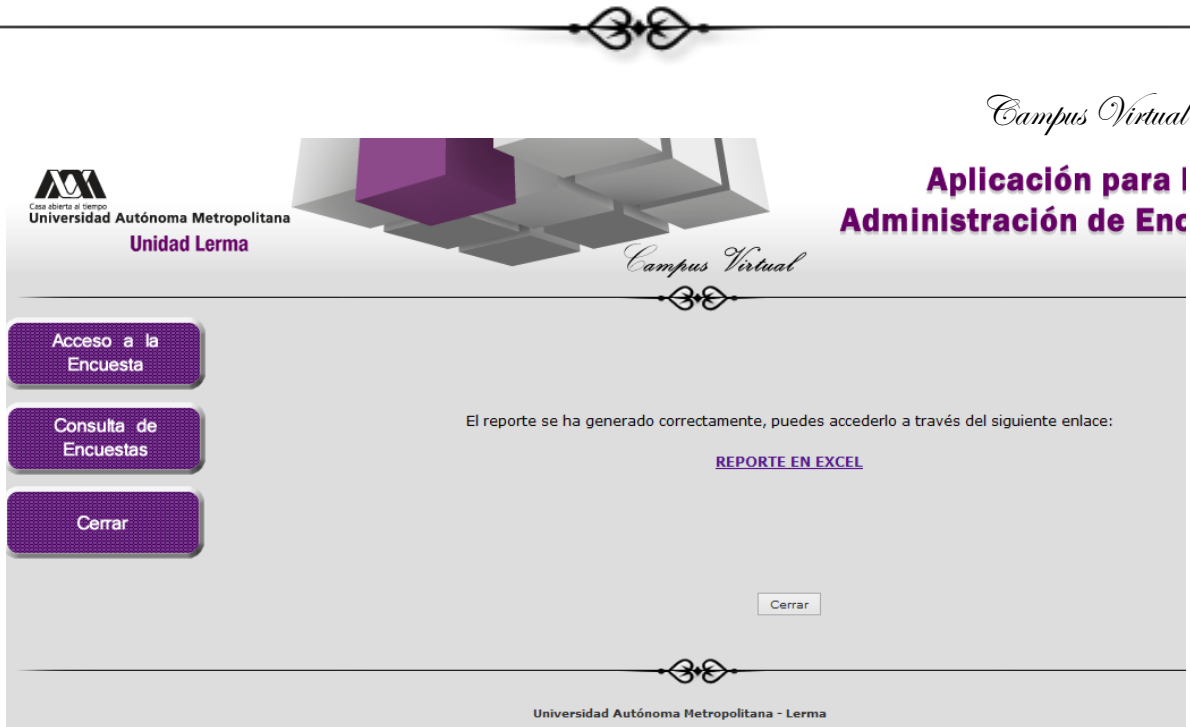 Campus Virtual
Aplicación para
Administración de
Casa abierta al tiempo
Universidad Autónoma Metropolitana
Unidad Lerma
Campus Virtual
Acceso a la
Encuesta
Consulta de
Encuestas
Cerrar
El reporte se ha generado correctamente, puedes accederlo a través del siguiente enlace:
REPORTE EN EXCEL
Cerrar
Universidad Autónoma Metropolitana - Lerma